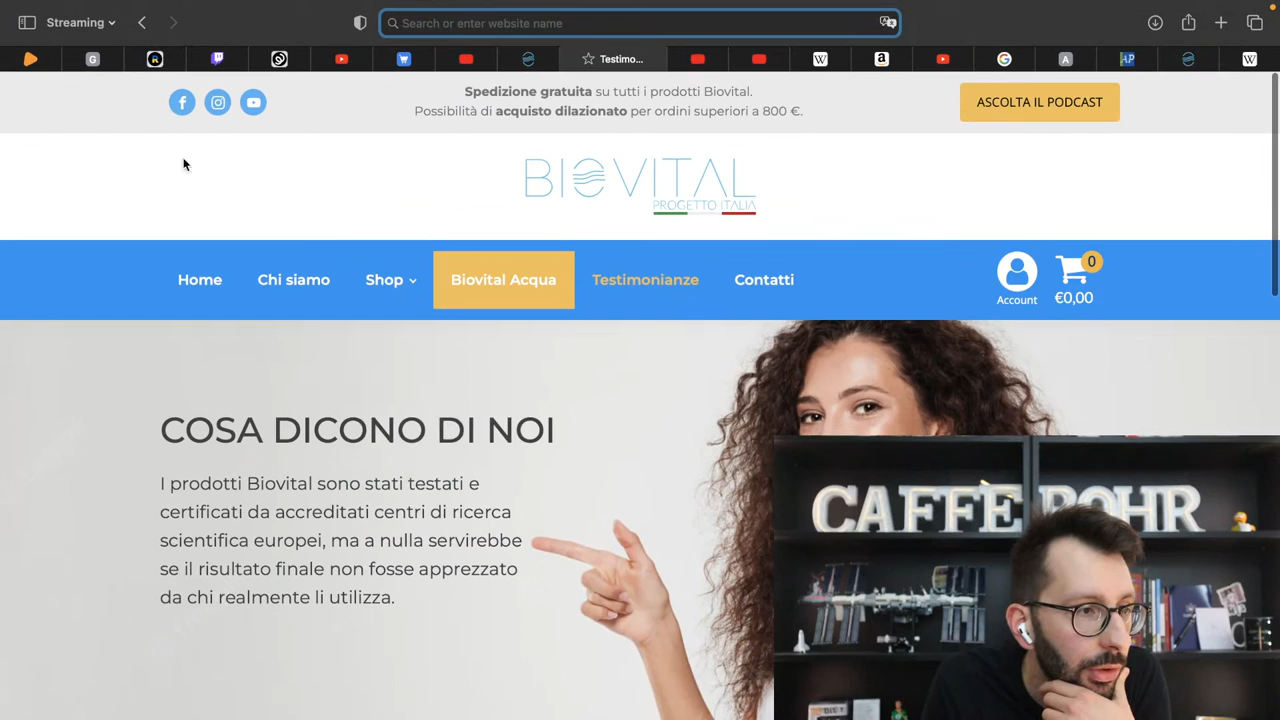 Streaming
Search or enter website name
Testimo...
Spedizione gratuita su tutti i prodotti Biovital.
Possibilità di acquisto dilazionato per ordini superiori a 800 €.
ASCOLTA IL PODCAST
BIOVITAL
PROGETTO ITALIA
Home
Chi siamo
Shop
Biovital Acqua
Testimonianze
Contatti
Account
0
€0,00
COSA DICONO DI NOI
I prodotti Biovital sono stati testati e
certificati da accreditati centri di ricerca
scientifica europei, ma a nulla servirebbe
se il risultato finale non fosse apprezzato
da chi realmente li utilizza.
CAFFE BOHR